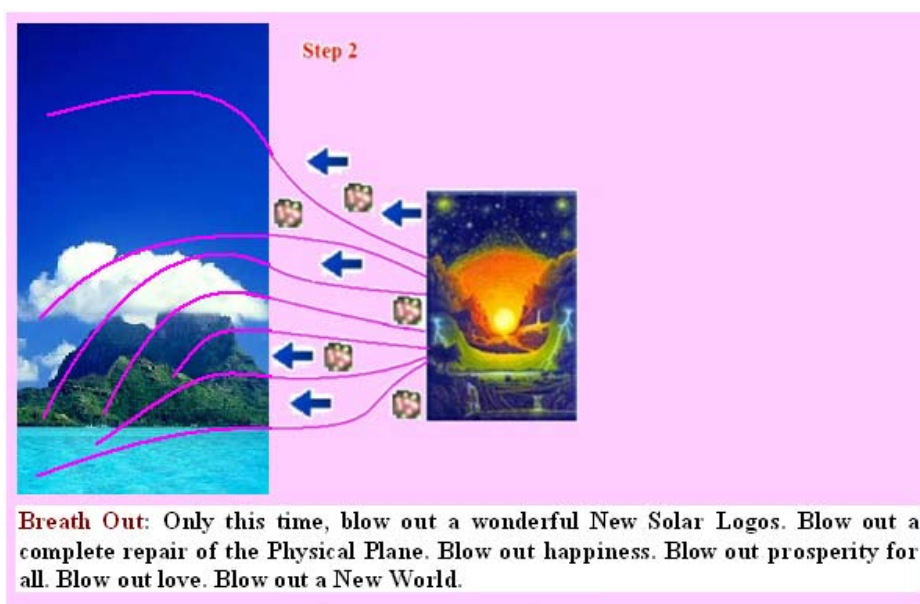 Step 2
Breath Out: Only this time, blow out a wonderful New Solar Logos. Blow out a
complete repair of the Physical Plane. Blow out happiness. Blow out prosperity for
all. Blow out love. Blow out a New World.